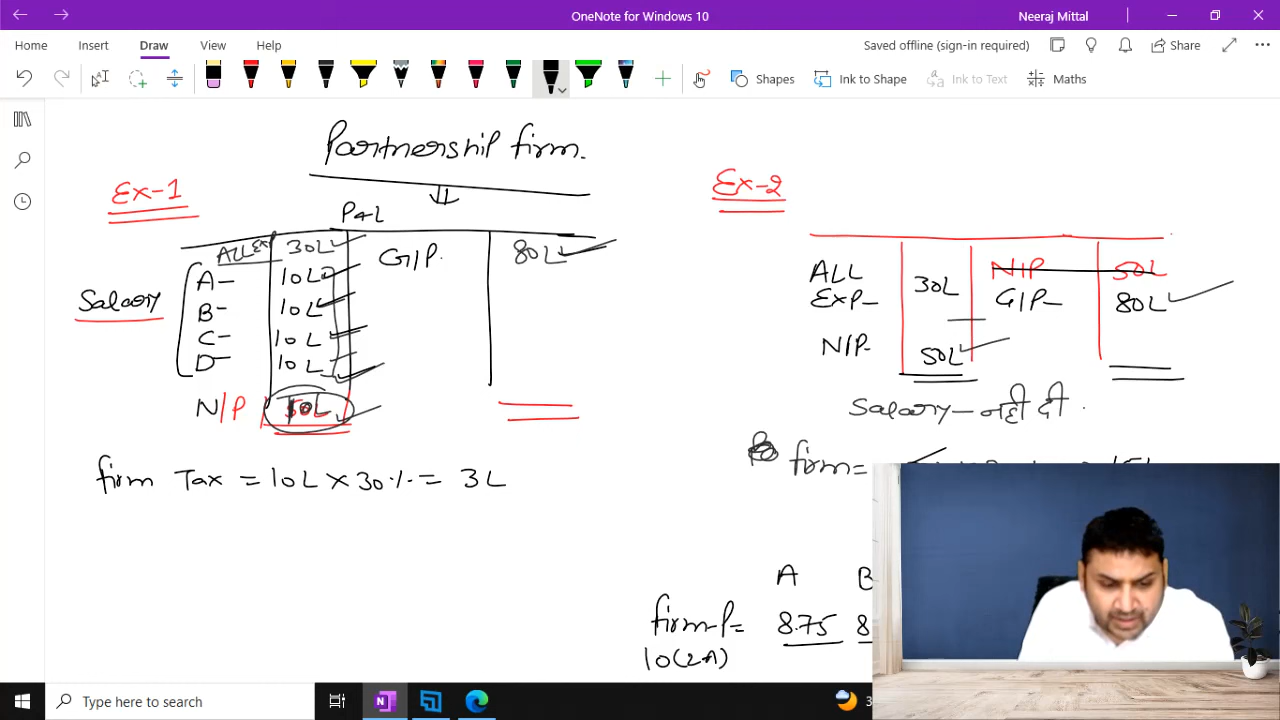 OneNote for Windows 10
Neeraj Mittal
Home Insert Draw View Help
Saved offline (sign-in required)
Share
Shapes
Ink to Shape
Ink to Text
Maths
Partnership firm.
Ex-1
P&L
ALL EXP 30L G/P. 80L
Salary
A- 10L
B- 10L
C- 10L
D- 10L
N/P 10L
firm Tax = 10L × 30% = 3L
Ex-2
N/P 50L
ALL EXP- 30L G/P- 80L
N/P- 50L
Salary - नहीं दी
firm=
A B
firm-P= 8.75 8
10(2A)
Type here to search